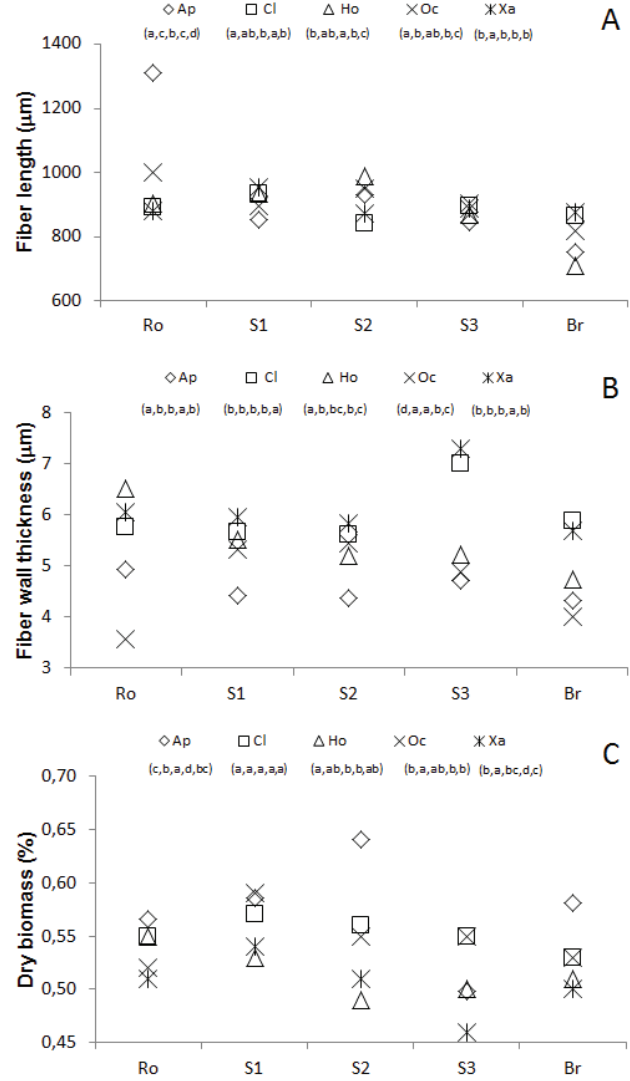 Ap Cl Ho Oc Xa A
(a,c,b,c,d) (a,ab,b,a,b) (b,ab,a,b,c) (a,b,ab,b,c) (b,a,b,b,b)
1400
1200
1000
800
600
Fiber length (µm)
Ro S1 S2 S3 Br
Ap Cl Ho Oc Xa B
(a,b,b,a,b) (b,b,b,b,a) (a,b,bc,b,c) (d,a,a,b,c) (b,b,b,a,b)
8
7
6
5
4
3
Fiber wall thickness (µm)
Ro S1 S2 S3 Br
Ap Cl Ho Oc Xa C
(c,b,a,d,bc) (a,a,a,a,a) (a,ab,b,b,ab) (b,a,ab,b,b) (b,a,bc,d,c)
0,70
0,65
0,60
0,55
0,50
0,45
Dry biomass (%)
Ro S1 S2 S3 Br